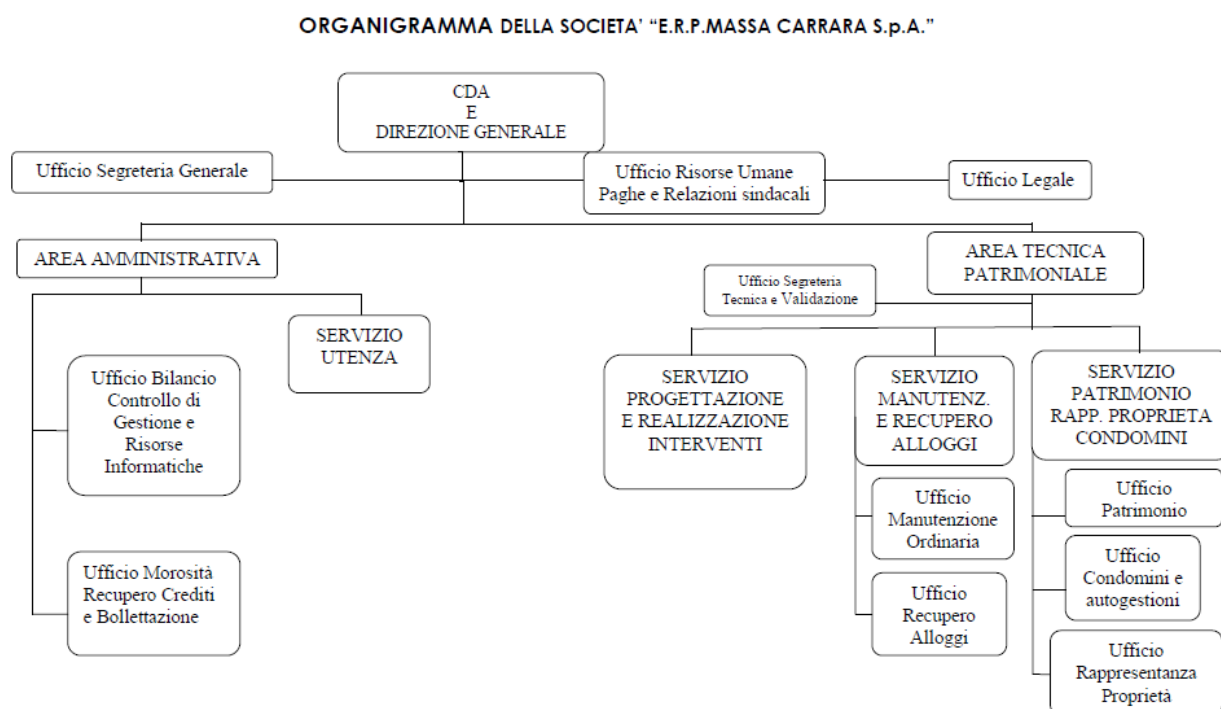 ORGANIGRAMMA DELLA SOCIETA’ “E.R.P.MASSA CARRARA S.p.A.”
CDA
E
DIREZIONE GENERALE
Ufficio Segreteria Generale
Ufficio Risorse Umane
Paghe e Relazioni sindacali
Ufficio Legale
AREA AMMINISTRATIVA
AREA TECNICA
PATRIMONIALE
Ufficio Segreteria
Tecnica e Validazione
SERVIZIO
UTENZA
Ufficio Bilancio
Controllo di
Gestione e
Risorse
Informatiche
Ufficio Morosità
Recupero Crediti
e Bollettazione
SERVIZIO
PROGETTAZIONE
E REALIZZAZIONE
INTERVENTI
SERVIZIO
MANUTENZ.
E RECUPERO
ALLOGGI
Ufficio
Manutenzione
Ordinaria
Ufficio
Recupero
Alloggi
SERVIZIO
PATRIMONIO
RAPP. PROPRIETA
CONDOMINI
Ufficio
Patrimonio
Ufficio
Condomini e
autogestioni
Ufficio
Rappresentanza
Proprietà